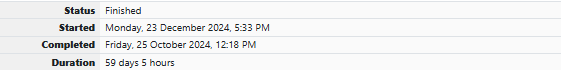 Status Finished
Started Monday, 23 December 2024, 5:33 PM
Completed Friday, 25 October 2024, 12:18 PM
Duration 59 days 5 hours